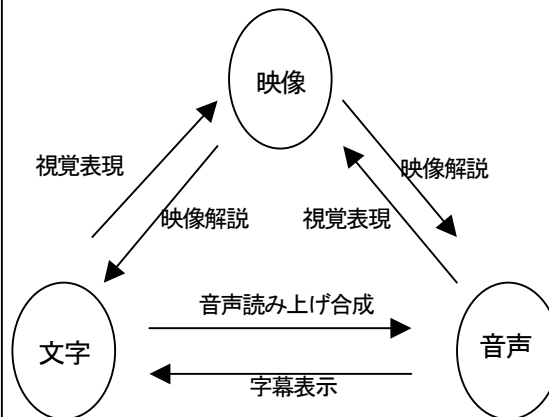 映像
視覚表現
映像解説
映像解説
視覚表現
音声読み上げ合成
文字
音声
字幕表示